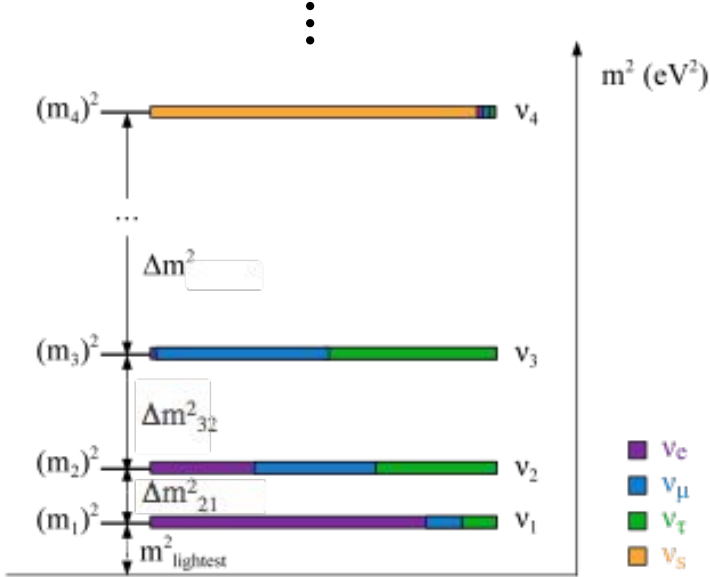 m² (eV²)
(m₄)² ν₄
...
Δm²
(m₃)² ν₃
Δm²₃₂
(m₂)² ν₂
Δm²₂₁
(m₁)² ν₁
m²lightest
νe
νμ
ντ
νs